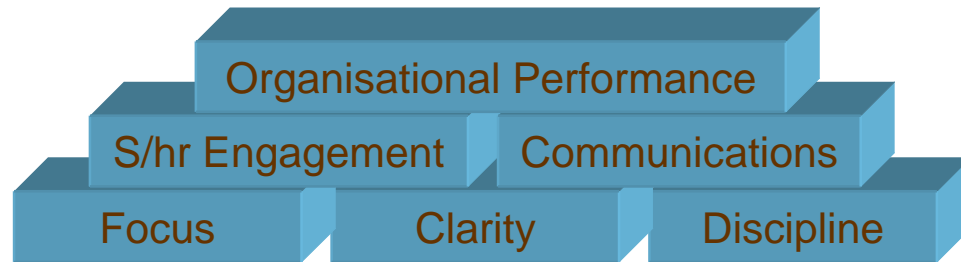 Organisational Performance
S/hr Engagement Communications
Focus Clarity Discipline